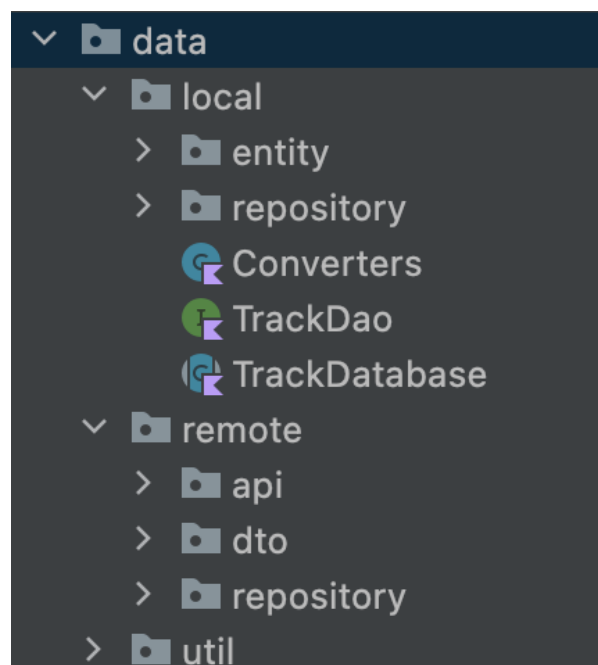 data
local
entity
repository
Converters
TrackDao
TrackDatabase
remote
api
dto
repository
util